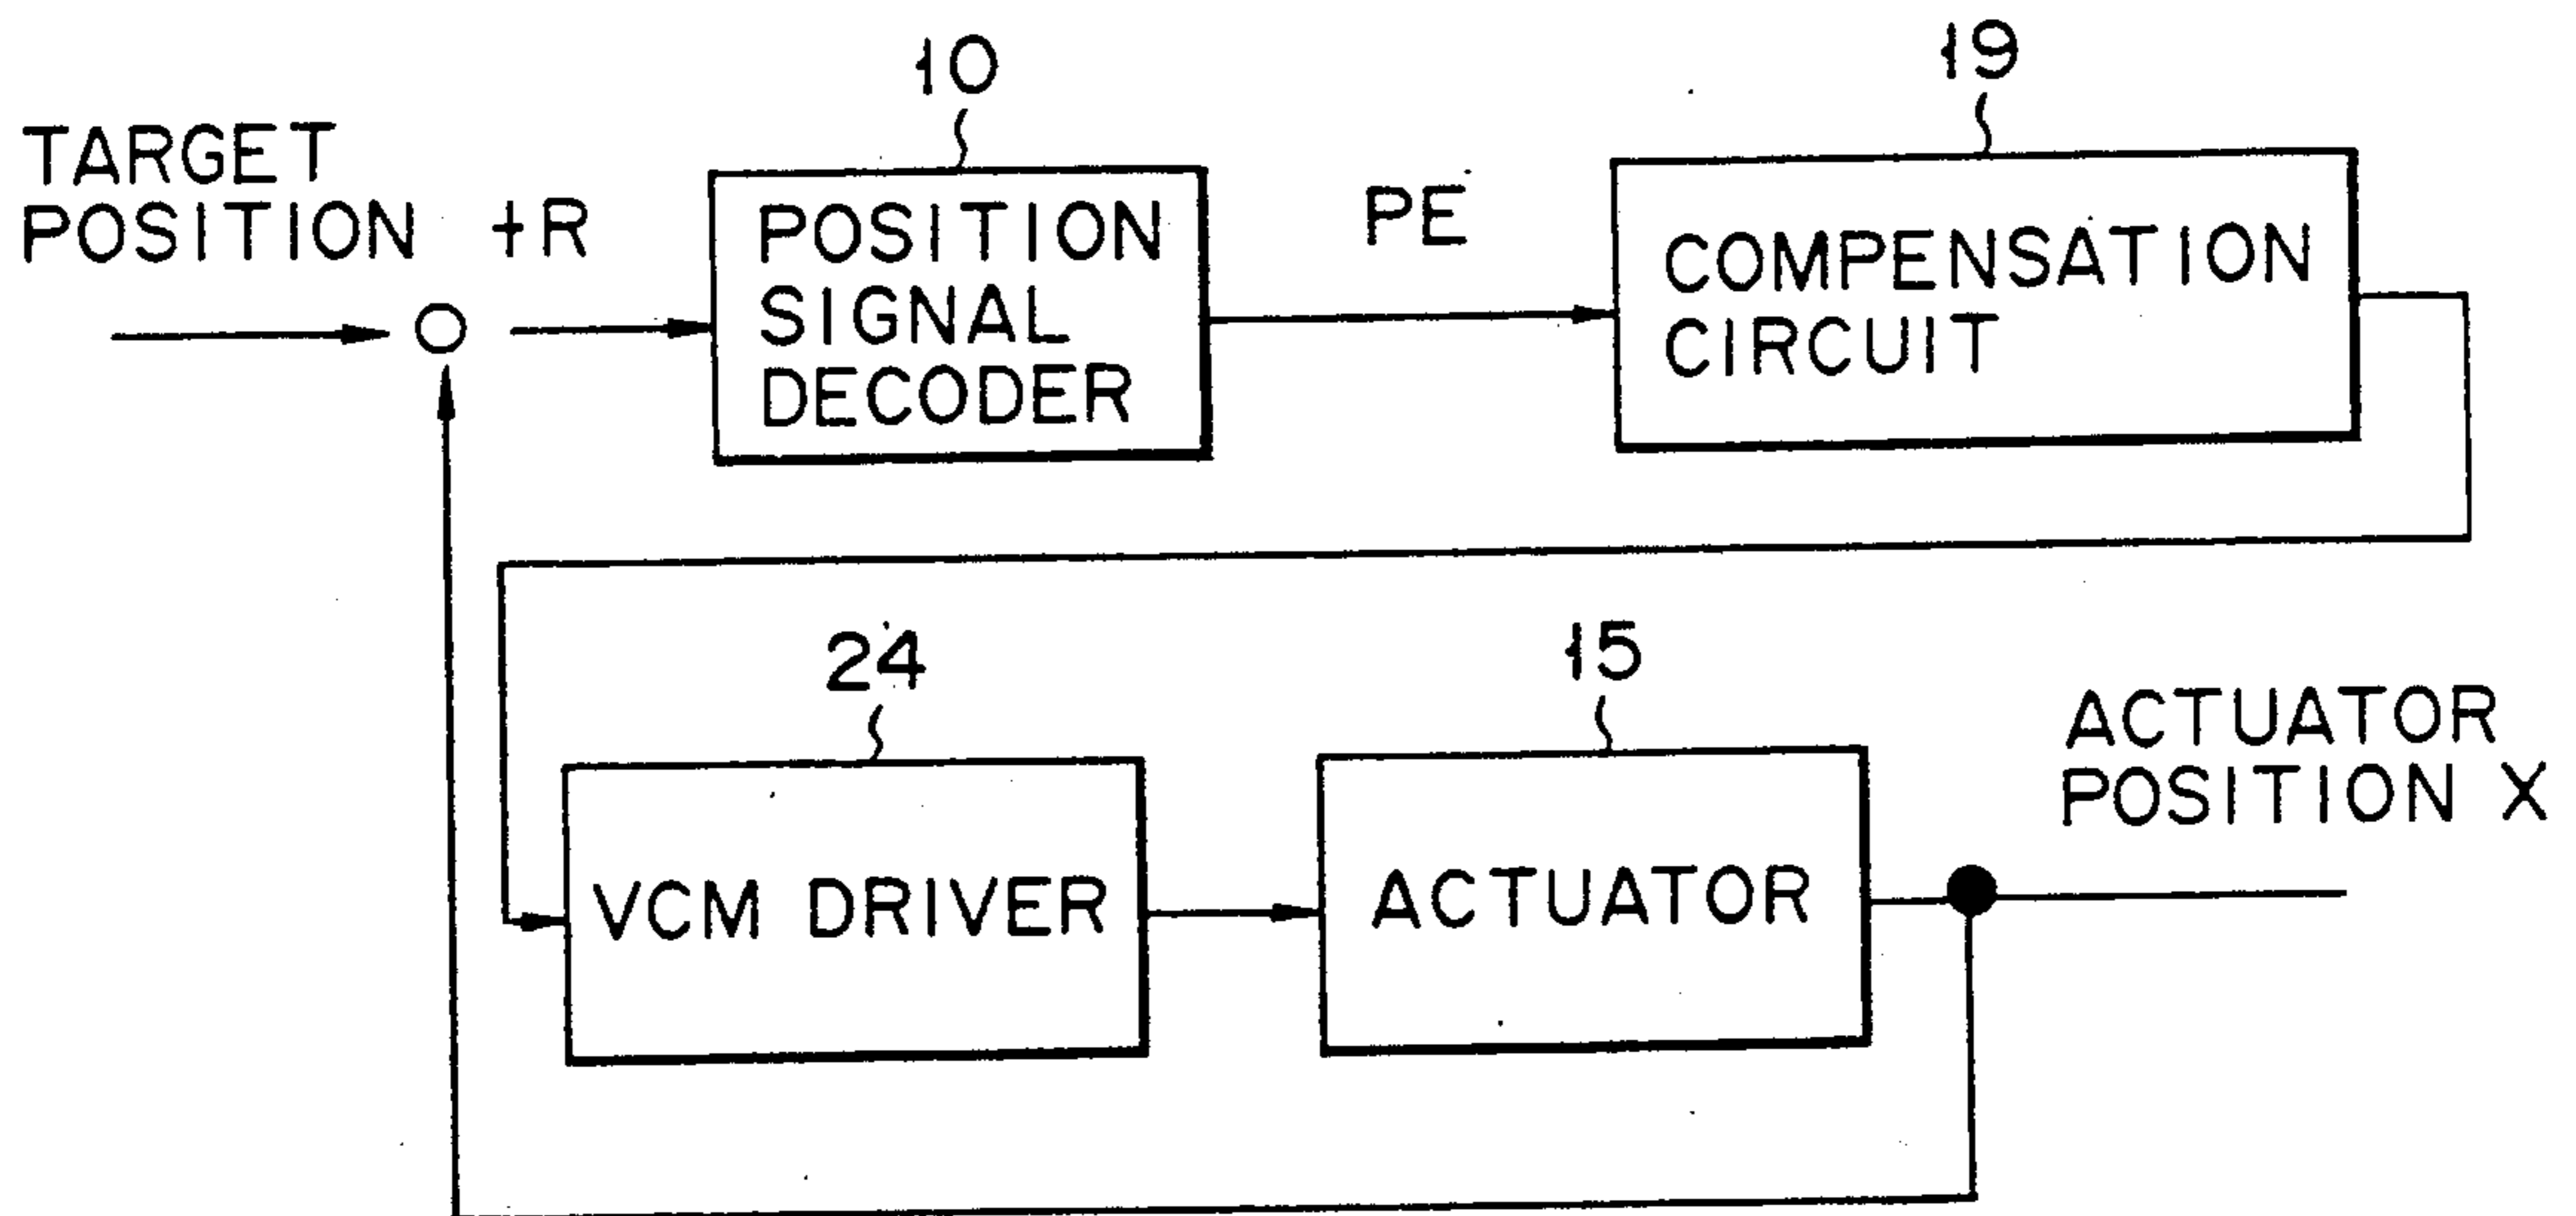 10
19
TARGET
POSITION +R
POSITION
SIGNAL
DECODER
PE
COMPENSATION
CIRCUIT
24
15
VCM DRIVER
ACTUATOR
ACTUATOR
POSITION X